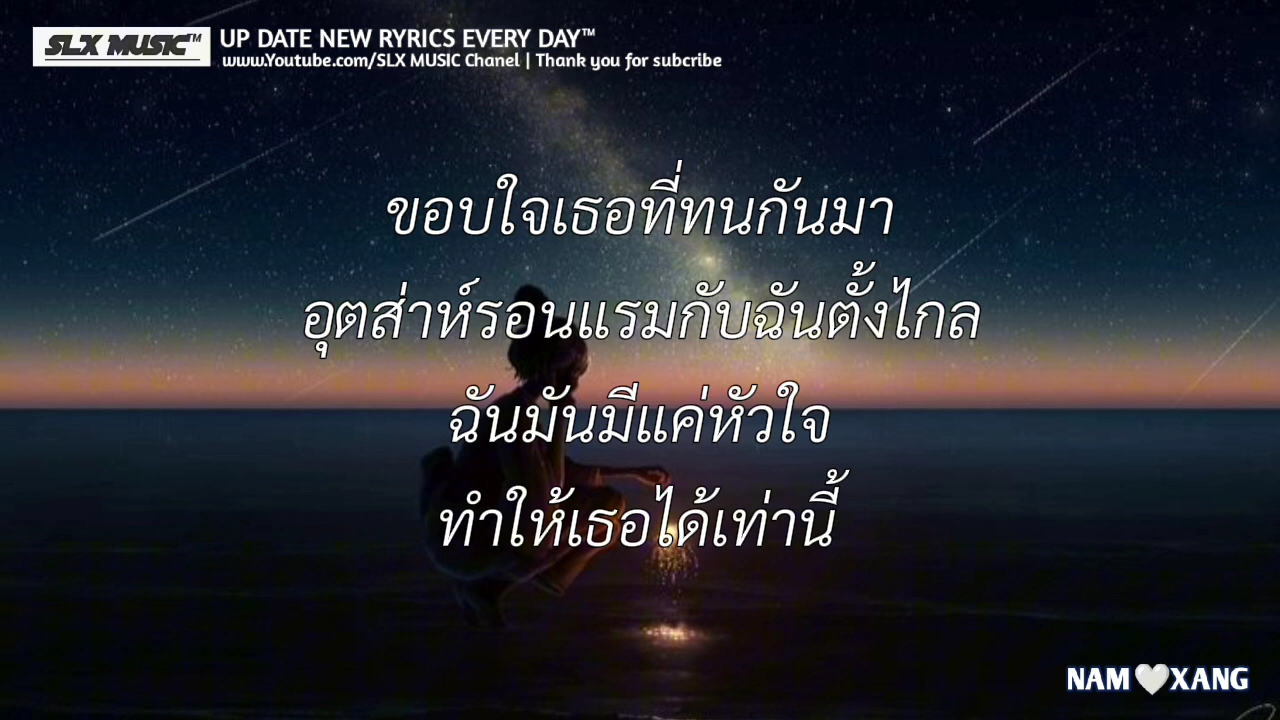 SLX MUSIC™
UP DATE NEW RYRICS EVERY DAY™
www.Youtube.com/SLX MUSIC Chanel | Thank you for subcribe
ขอบใจเธอที่ทนกันมา
อุตส่าห์รอนแรมกับฉันตั้งไกล
ฉันมันมีแค่หัวใจ
ทำให้เธอได้เท่านี้
NAM🤍XANG